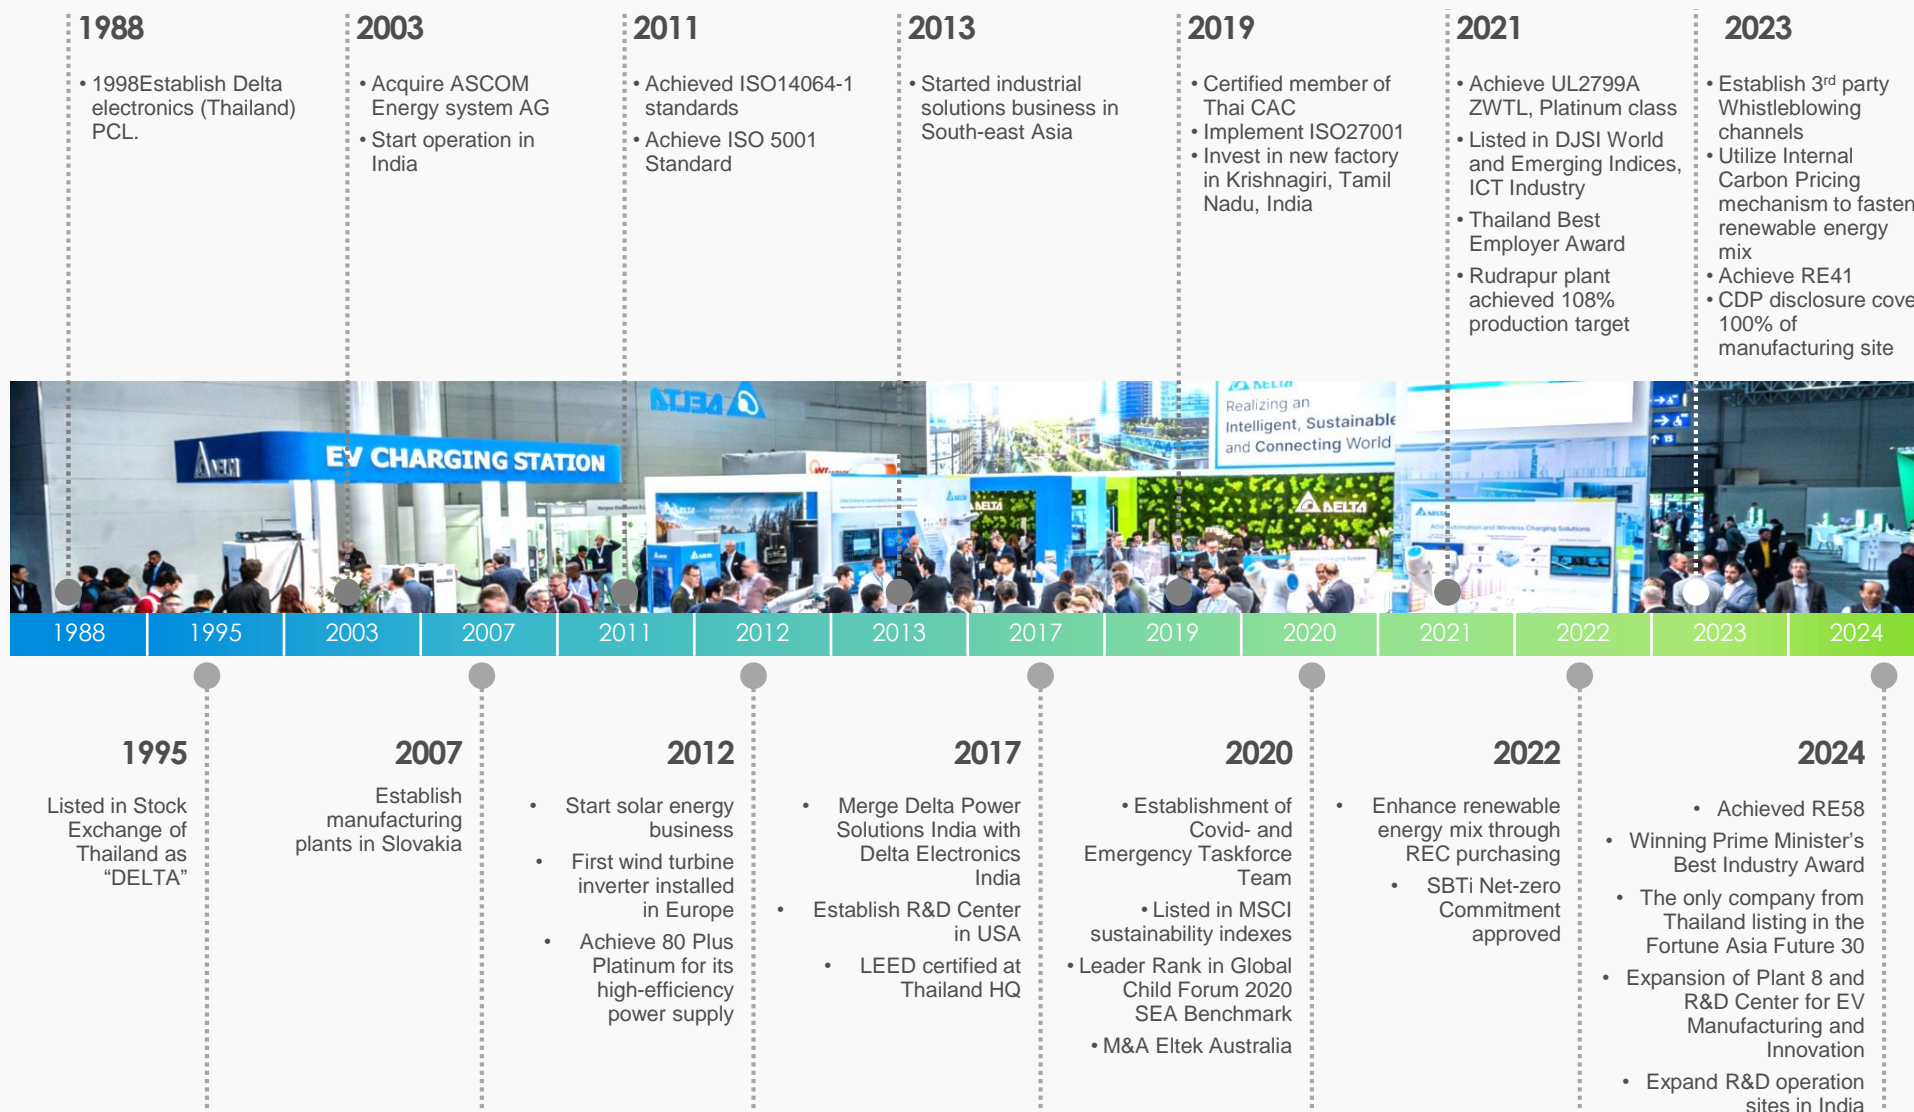 1988
• 1998Establish Delta
electronics (Thailand)
PCL.
2003
• Acquire ASCOM
Energy system AG
• Start operation in
India
2011
• Achieved ISO14064-1
standards
• Achieve ISO 5001
Standard
2013
• Started industrial
solutions business in
South-east Asia
2019
• Certified member of
Thai CAC
• Implement ISO27001
• Invest in new factory
in Krishnagiri, Tamil
Nadu, India
2021
• Achieve UL2799A
ZWTL, Platinum class
• Listed in DJSI World
and Emerging Indices,
ICT Industry
• Thailand Best
Employer Award
• Rudrapur plant
achieved 108%
production target
2023
• Establish 3rd party
Whistleblowing
channels
• Utilize Internal
Carbon Pricing
mechanism to fasten
renewable energy
mix
• Achieve RE41
• CDP disclosure cove
100% of
manufacturing site
DELTA
DELTA
EV CHARGING STATION
DELTA
Realizing an
Intelligent, Sustainable
and Connecting World
DELTA
DELTA
DELTA
AGV Automation and Wireless Charging Solutions
15
1988 1995 2003 2007 2011 2012 2013 2017 2019 2020 2021 2022 2023 2024
1995
Listed in Stock
Exchange of
Thailand as
“DELTA”
2007
Establish
manufacturing
plants in Slovakia
2012
• Start solar energy
business
• First wind turbine
inverter installed
in Europe
• Achieve 80 Plus
Platinum for its
high-efficiency
power supply
2017
• Merge Delta Power
Solutions India with
Delta Electronics
India
• Establish R&D Center
in USA
• LEED certified at
Thailand HQ
2020
• Establishment of
Covid- and
Emergency Taskforce
Team
• Listed in MSCI
sustainability indexes
• Leader Rank in Global
Child Forum 2020
SEA Benchmark
• M&A Eltek Australia
2022
• Enhance renewable
energy mix through
REC purchasing
• SBTi Net-zero
Commitment
approved
2024
• Achieved RE58
• Winning Prime Minister’s
Best Industry Award
• The only company from
Thailand listing in the
Fortune Asia Future 30
• Expansion of Plant 8 and
R&D Center for EV
Manufacturing and
Innovation
• Expand R&D operation
sites in India